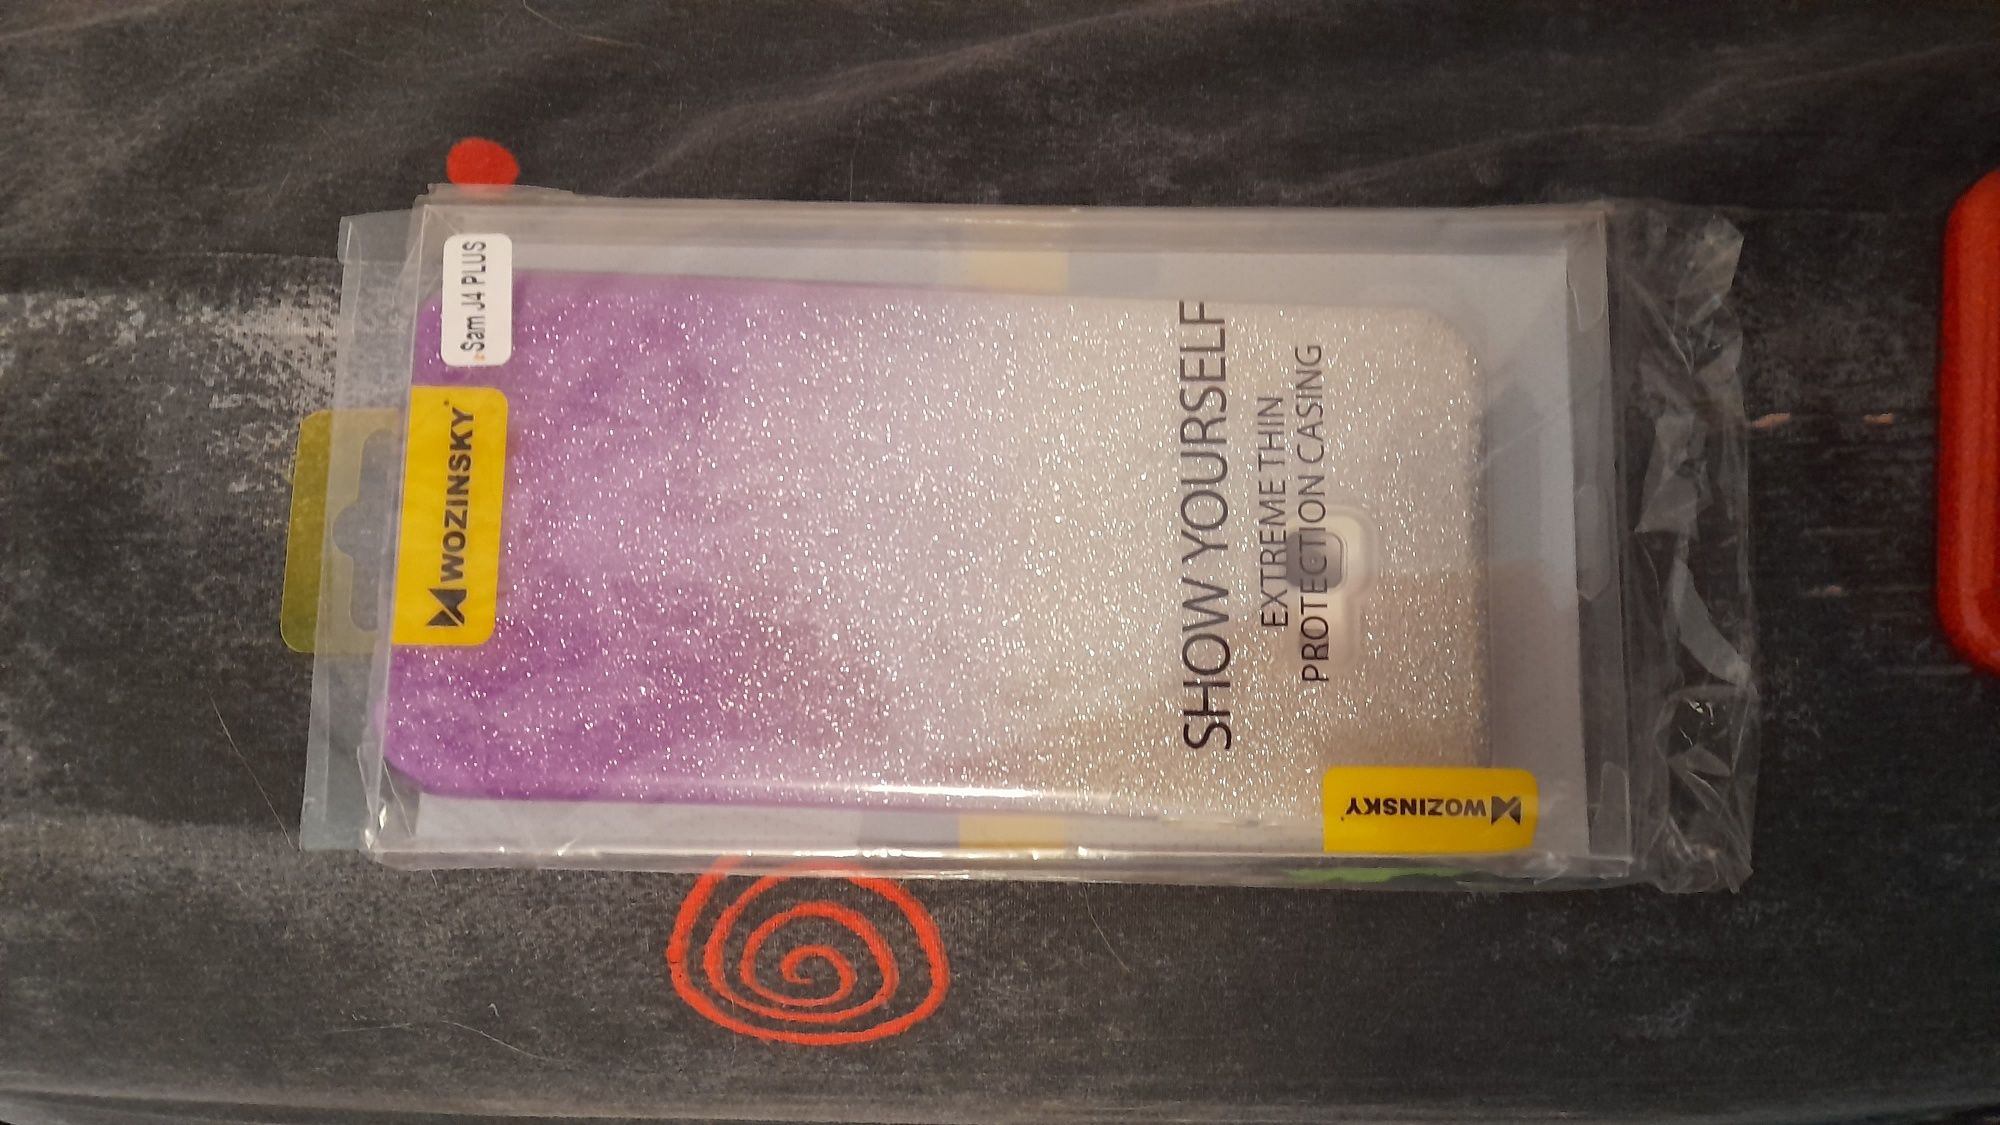 Sam J4 PLUS
WOZINSKY
SHOW YOURSELF
EXTREME THIN
PROTECTION CASING
WOZINSKY